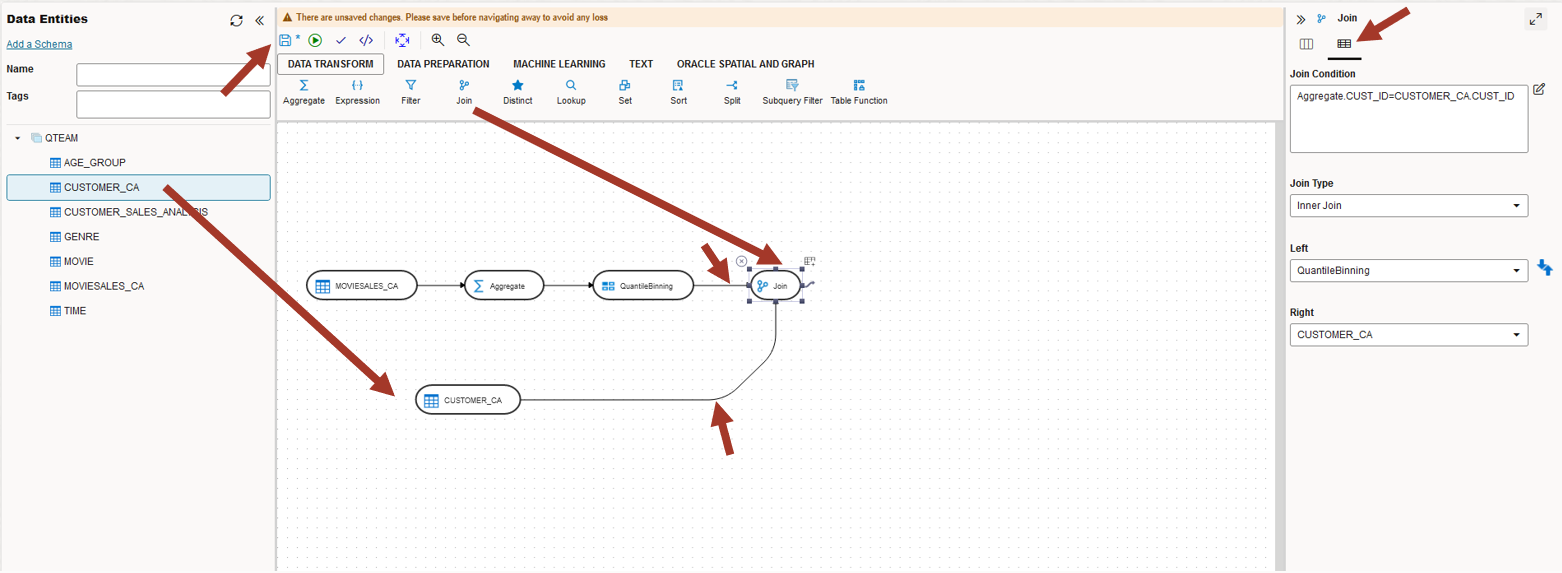 Data Entities
Add a Schema
Name
Tags
QTEAM
AGE_GROUP
CUSTOMER_CA
CUSTOMER_SALES_ANALYSIS
GENRE
MOVIE
MOVIESALES_CA
TIME
There are unsaved changes. Please save before navigating away to avoid any loss
*
DATA TRANSFORM DATA PREPARATION MACHINE LEARNING TEXT ORACLE SPATIAL AND GRAPH
Aggregate Expression Filter Join Distinct Lookup Set Sort Split Subquery Filter Table Function
MOVIESALES_CA Aggregate QuantileBinning Join
CUSTOMER_CA
Join
Join Condition
Aggregate.CUST_ID=CUSTOMER_CA.CUST_ID
Join Type
Inner Join
Left
QuantileBinning
Right
CUSTOMER_CA